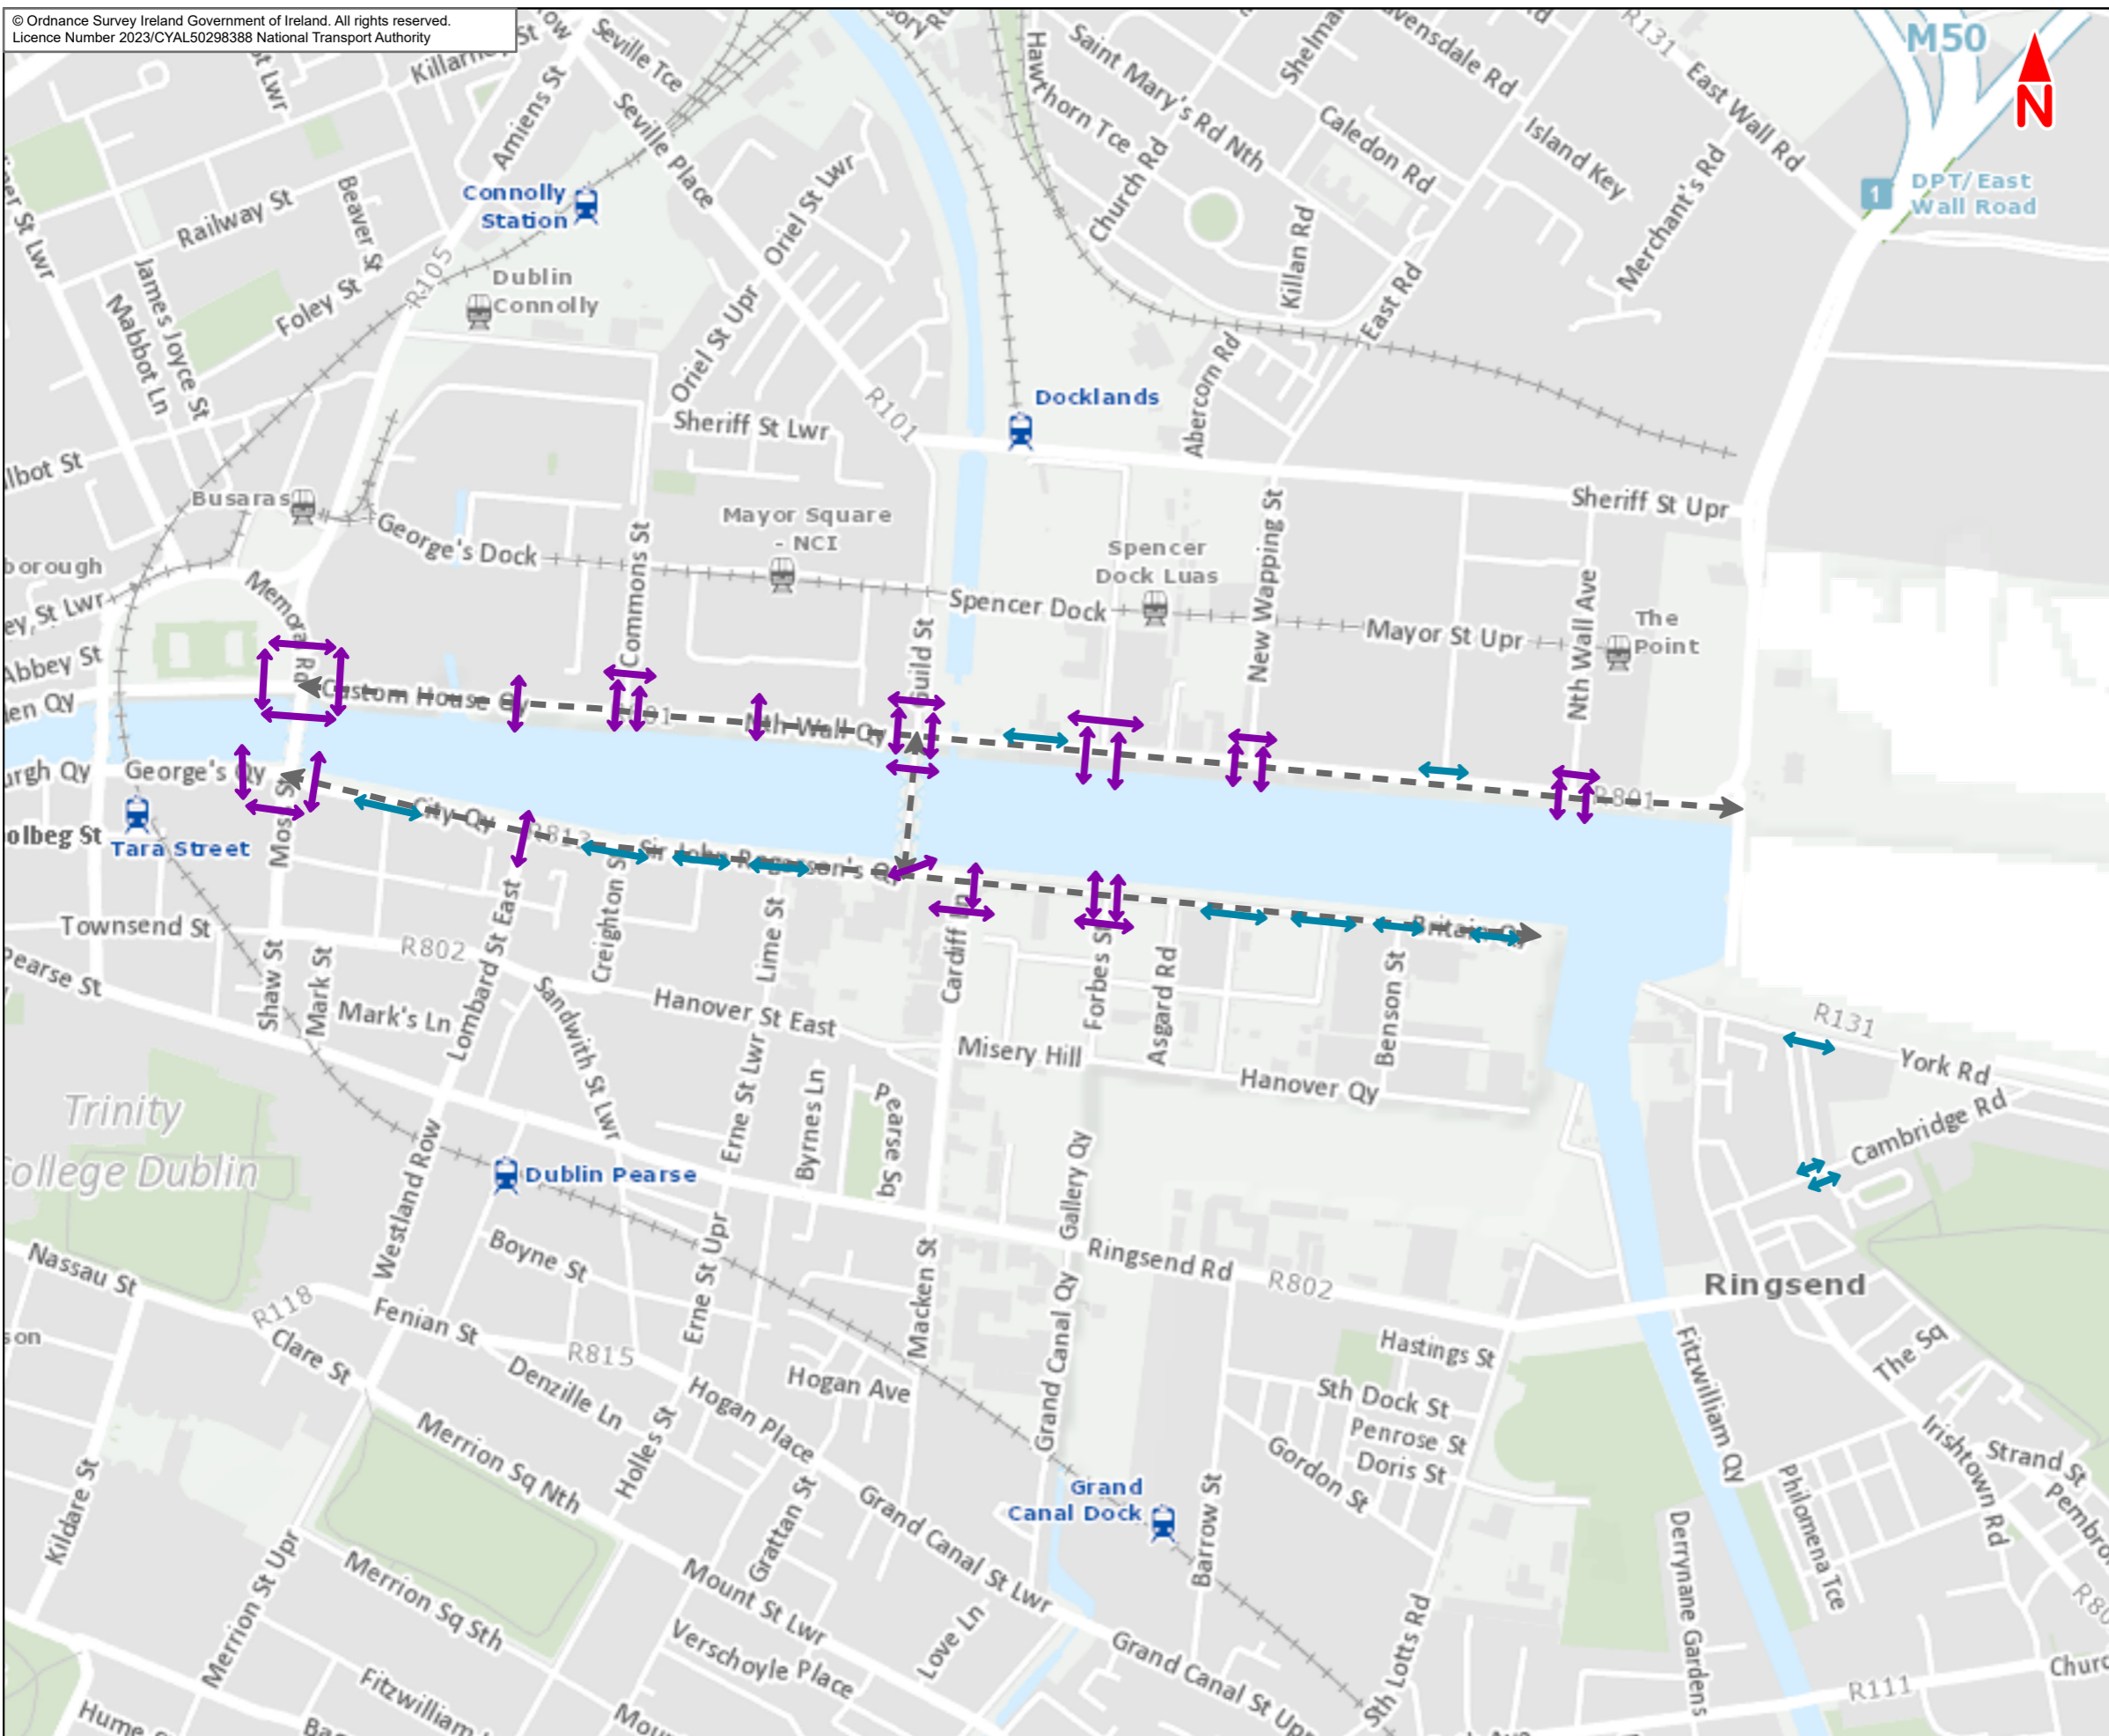 © Ordnance Survey Ireland Government of Ireland. All rights reserved.
Licence Number 2023/CYAL50298388 National Transport Authority
Seville Tce
Saint Mary's Rd Nth
R131
M50
N
Amiens St
Seville Place
Hawthorn Tce
East Wall Rd
Caledon Rd
Island Key
1
DPT/East
Wall Road
Connolly
Station
Railway St
Beaver St
Church Rd
Merchant's Rd
Oriel St Lwr
Killan Rd
James Joyce St
Mabbot Ln
Foley St
R105
Dublin
Connolly
Oriel St Upr
East Rd
Abercorn Rd
Docklands
R101
Sheriff St Lwr
Sheriff St Upr
Busaras
George's Dock
Mayor Square
- NCI
Commons St
Spencer
Dock Luas
New Wapping St
Spencer Dock
Mayor St Upr
Nth Wall Ave
The
Point
Abbey St
Guild St
Custom House Qy
Nth Wall Qy
R801
George's Qy
City Qy
R813
Sir John Rogerson's Qy
Tara Street
Britain Qy
Townsend St
R802
Pearse St
Shaw St
Mark St
Mark's Ln
Lombard St East
Creighton St
Lime St
Sandwith St Lwr
Hanover St East
Cardiff Ln
Forbes St
Asgard Rd
Benson St
Misery Hill
Hanover Qy
R131
York Rd
Cambridge Rd
Trinity
College Dublin
Westland Row
Dublin Pearse
Erne St Lwr
Byrnes Ln
Pearse Sq
Gallery Qy
Ringsend Rd
R802
Ringsend
Nassau St
R118
Boyne St
Erne St Upr
Macken St
Grand Canal Qy
Fenian St
R815
Clare St
Denzille Ln
Hogan Place
Hogan Ave
Hastings St
Sth Dock St
Penrose St
Doris St
Gordon St
Fitzwilliam Qy
The Sq
Irishtown Rd
Strand St
Philomena Tce
Kildare St
Merrion Sq Nth
Holles St
Grattan St
Grand Canal St Lwr
Grand
Canal Dock
Barrow St
Derrynane Gardens
Merrion St Upr
Merrion Sq Sth
Mount St Lwr
Verschoyle Place
Love Ln
Grand Canal St Upr
Sth Lotts Rd
R111
Fitzwilliam